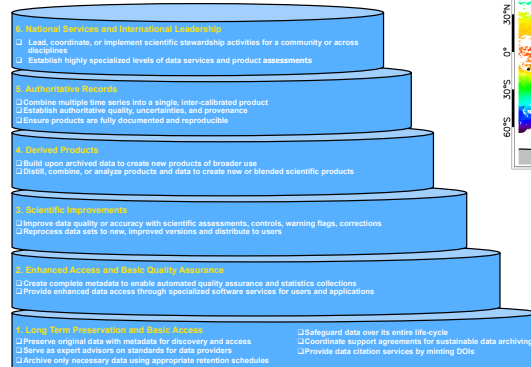 6. National Services and International Leadership
❑ Lead, coordinate, or implement scientific stewardship activities for a community or across
disciplines
❑ Establish highly specialized levels of data services and product assessments
5. Authoritative Records
❑ Combine multiple time series into a single, inter-calibrated product
❑ Establish authoritative quality, uncertainties, and provenance
❑ Ensure products are fully documented and reproducible
4. Derived Products
❑ Build upon archived data to create new products of broader use
❑ Distill, combine, or analyze products and data to create new or blended scientific products
3. Scientific Improvements
❑ Improve data quality or accuracy with scientific assessments, controls, warning flags, corrections
❑ Reprocess data sets to new, improved versions and distribute to users
2. Enhanced Access and Basic Quality Assurance
❑ Create complete metadata to enable automated quality assurance and statistics collections
❑ Provide enhanced data access through specialized software services for users and applications
1. Long Term Preservation and Basic Access
❑ Preserve original data with metadata for discovery and access
❑ Serve as expert advisors on standards for data providers
❑ Archive only necessary data using appropriate retention schedules
❑ Safeguard data over its entire life-cycle
❑ Coordinate support agreements for sustainable data archiving
❑ Provide data citation services by minting DOIs
30°N
0°
30°S
60°S